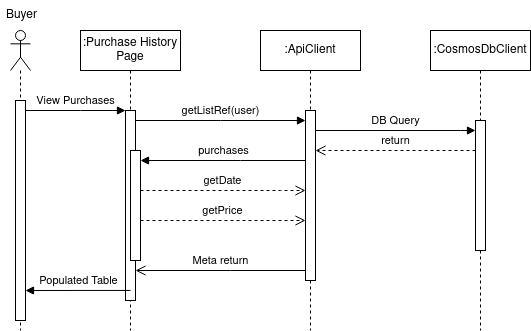 Buyer
:Purchase History
Page
:ApiClient
:CosmosDbClient
View Purchases
getListRef(user)
DB Query
return
purchases
getDate
getPrice
Meta return
Populated Table